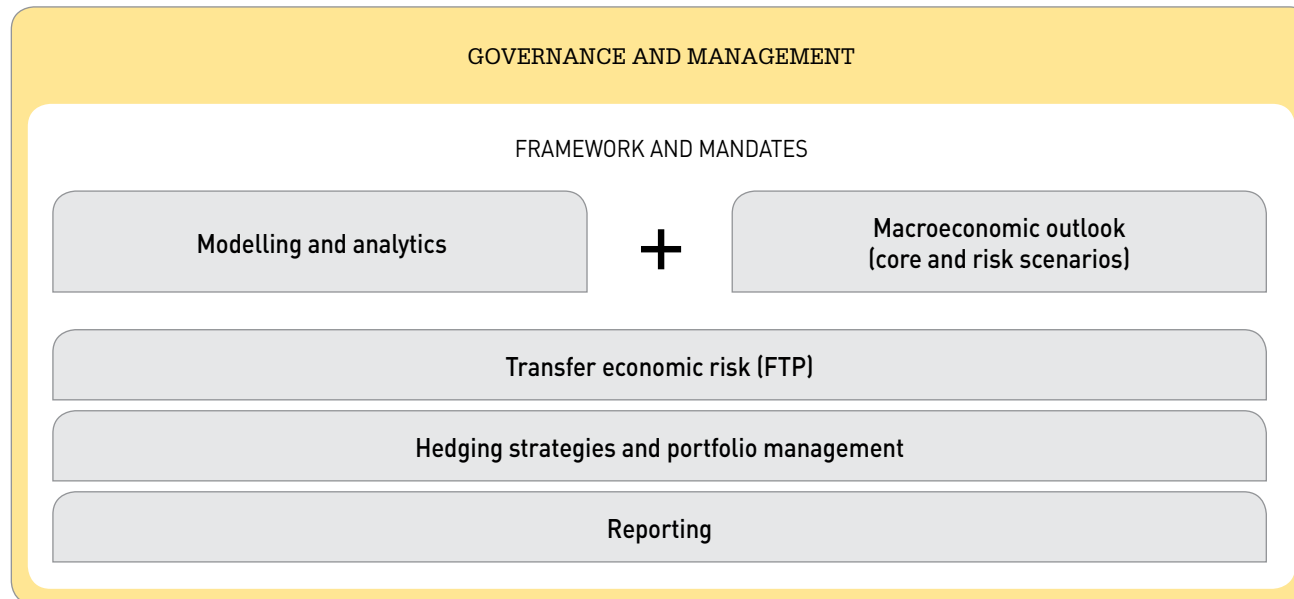 GOVERNANCE AND MANAGEMENT
FRAMEWORK AND MANDATES
Modelling and analytics
+
Macroeconomic outlook
(core and risk scenarios)
Transfer economic risk (FTP)
Hedging strategies and portfolio management
Reporting